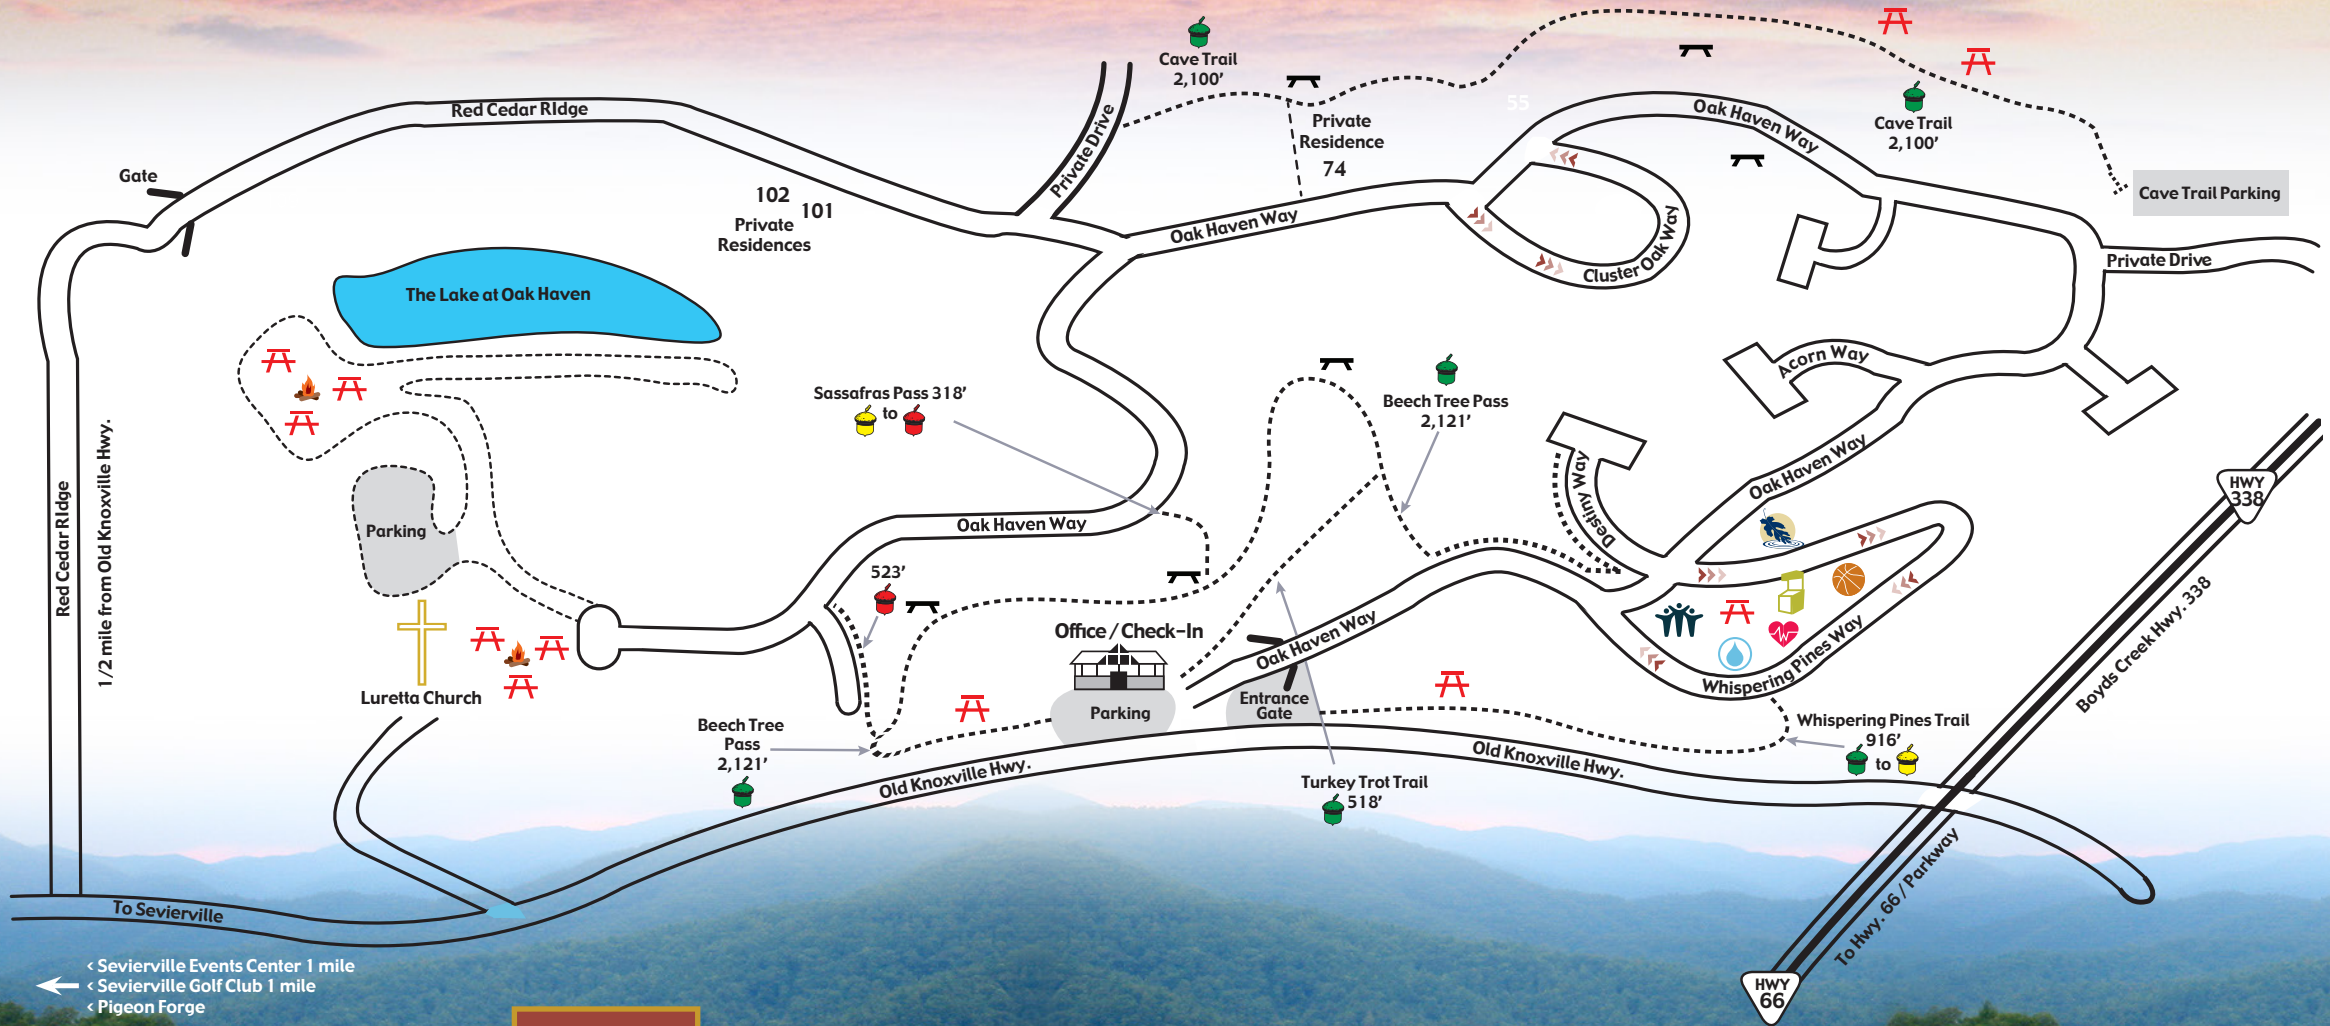 Cave Trail
2,100'
Red Cedar RIdge
Private Drive
Private
Residence
74
55
Oak Haven Way
Cave Trail
2,100'
Cave Trail Parking
Gate
102
101
Private
Residences
Oak Haven Way
Cluster Oak Way
Private Drive
The Lake at Oak Haven
Acorn Way
Sassafras Pass 318'
to
Beech Tree Pass
2,121'
Red Cedar RIdge
1/2 mile from Old Knoxville Hwy.
Parking
Oak Haven Way
Destiny Way
Oak Haven Way
HWY
338
523'
Office / Check-In
Oak Haven Way
Whispering Pines Way
Boyds Creek Hwy. 338
Luretta Church
Parking
Entrance
Gate
Beech Tree
Pass
2,121'
Whispering Pines Trail
916'
to
Old Knoxville Hwy.
Old Knoxville Hwy.
Turkey Trot Trail
518'
To Hwy. 66 / Parkway
To Sevierville
HWY
66
< Sevierville Events Center 1 mile
< Sevierville Golf Club 1 mile
< Pigeon Forge